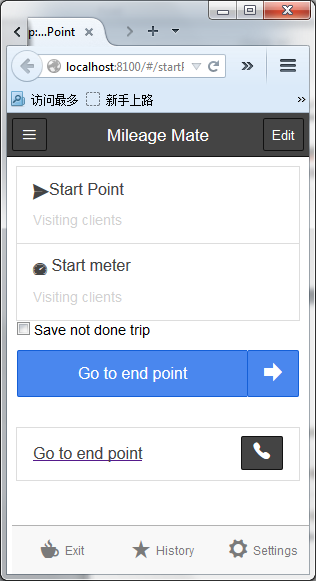 p:...Point
localhost:8100/#/startP
访问最多 新手上路
Mileage Mate
Edit
Start Point
Visiting clients
Start meter
Visiting clients
Save not done trip
Go to end point
Go to end point
Exit History Settings